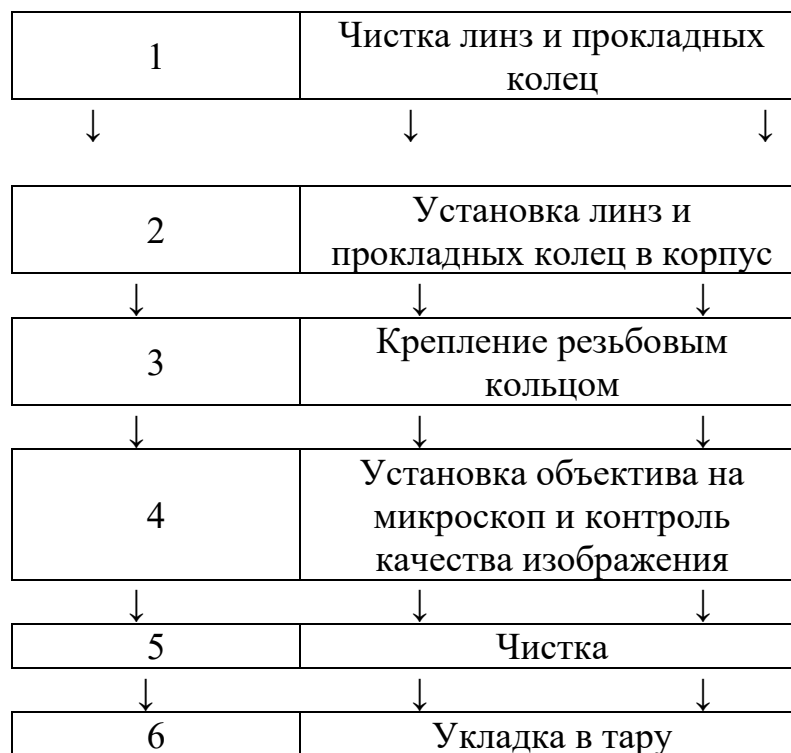 1
Чистка линз и прокладных
колец
↓ ↓ ↓
2
Установка линз и
прокладных колец в корпус
↓ ↓ ↓
3
Крепление резьбовым
кольцом
↓ ↓ ↓
4
Установка объектива на
микроскоп и контроль
качества изображения
↓ ↓ ↓
5 Чистка
↓ ↓ ↓
6 Укладка в тару